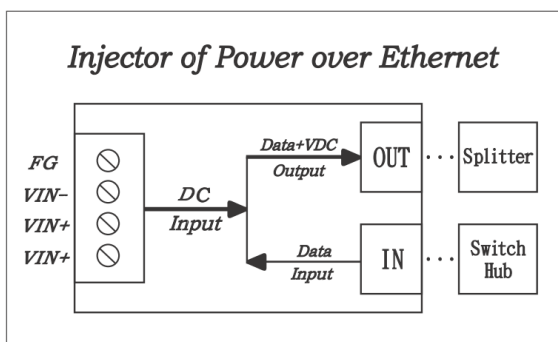 Injector of Power over Ethernet
FG
VIN-
VIN+
VIN+
DC
Input
Data+VDC
Output
Data
Input
OUT
IN
Splitter
Switch
Hub